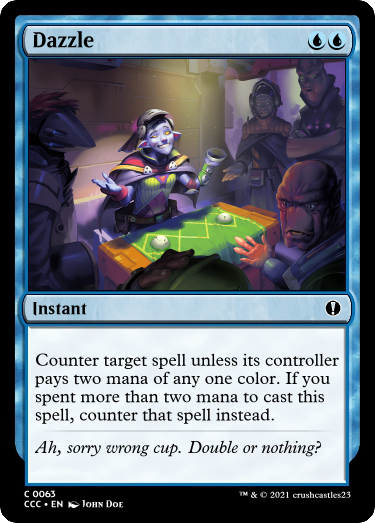 Dazzle
Instant
Counter target spell unless its controller
pays two mana of any one color. If you
spent more than two mana to cast this
spell, counter that spell instead.
Ah, sorry wrong cup. Double or nothing?
C 0063
™ & © 2021 crushcastles23
CCC • EN John Doe